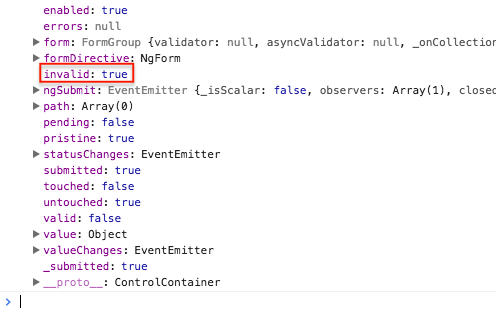 enabled: true
errors: null
form: FormGroup {validator: null, asyncValidator: null, _onCollection
formDirective: NgForm
invalid: true
ngSubmit: EventEmitter {_isScalar: false, observers: Array(1), closed
path: Array(0)
pending: false
pristine: true
statusChanges: EventEmitter
submitted: true
touched: false
untouched: true
valid: false
value: Object
valueChanges: EventEmitter
_submitted: true
__proto__: ControlContainer